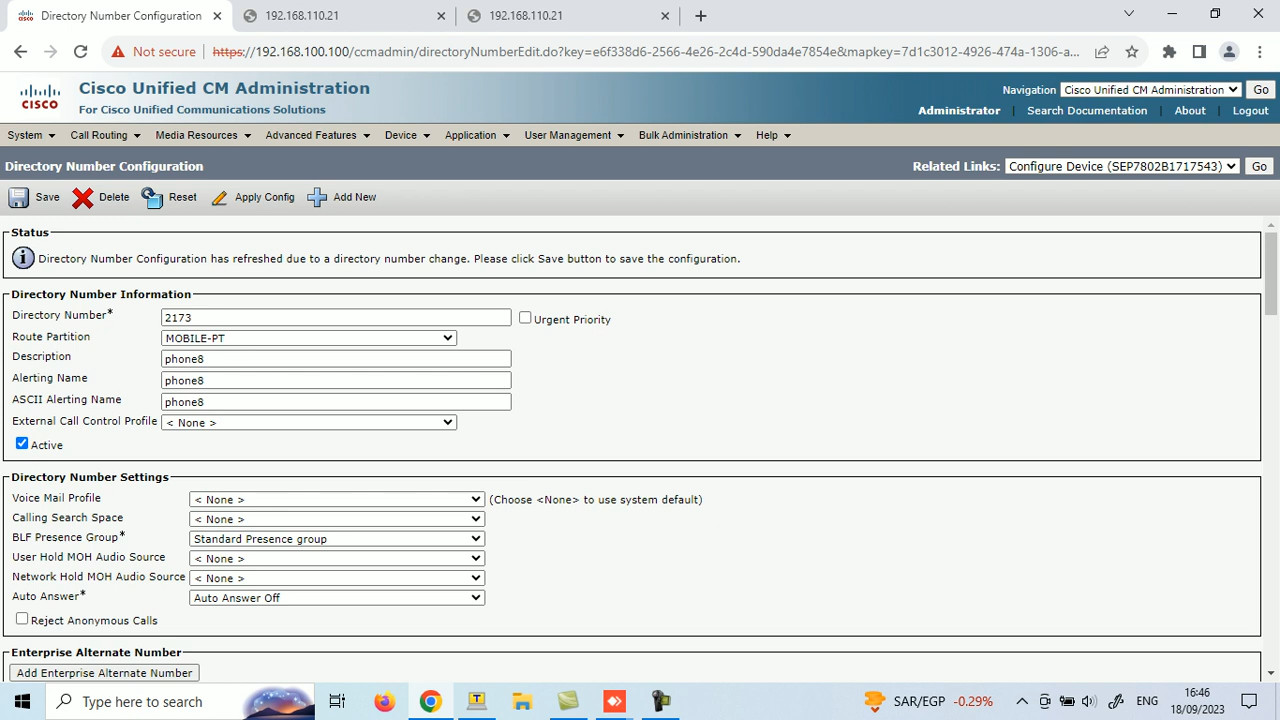 Directory Number Configuration
192.168.110.21
192.168.110.21
Not secure
https://192.168.100.100/ccmadmin/directoryNumberEdit.do?key=e6f338d6-2566-4e26-2c4d-590da4e7854e&mapkey=7d1c3012-4926-474a-1306-a...
CISCO
Cisco Unified CM Administration
For Cisco Unified Communications Solutions
Navigation Cisco Unified CM Administration Go
Administrator | Search Documentation | About | Logout
System Call Routing Media Resources Advanced Features Device Application User Management Bulk Administration Help
Directory Number Configuration
Related Links: Configure Device (SEP7802B1717543) Go
Save Delete Reset Apply Config Add New
Status
Directory Number Configuration has refreshed due to a directory number change. Please click Save button to save the configuration.
Directory Number Information
Directory Number* 2173 Urgent Priority
Route Partition MOBILE-PT
Description phone8
Alerting Name phone8
ASCII Alerting Name phone8
External Call Control Profile < None >
Active
Directory Number Settings
Voice Mail Profile < None > (Choose <None> to use system default)
Calling Search Space < None >
BLF Presence Group* Standard Presence group
User Hold MOH Audio Source < None >
Network Hold MOH Audio Source < None >
Auto Answer* Auto Answer Off
Reject Anonymous Calls
Enterprise Alternate Number
Add Enterprise Alternate Number
Type here to search
SAR/EGP -0.29%
ENG
16:46
18/09/2023